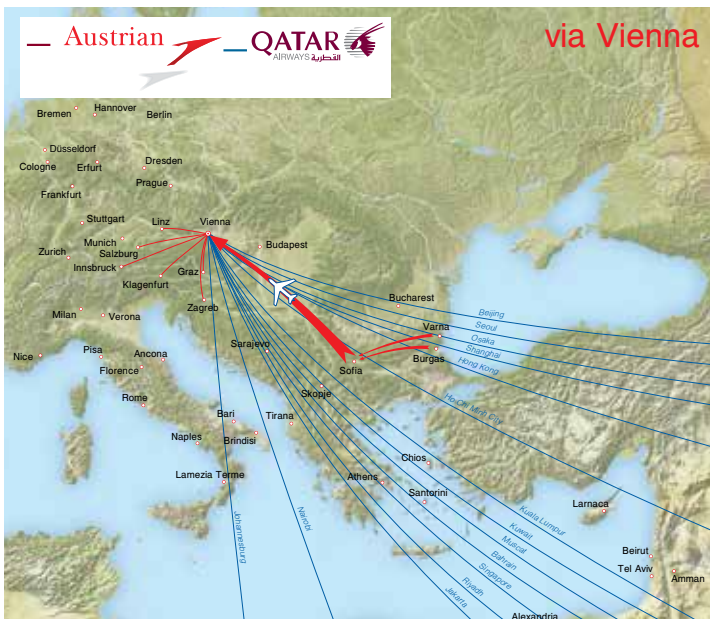 Austrian
QATAR
AIRWAYS القطرية
via Vienna
Bremen
Hannover
Berlin
Düsseldorf
Cologne
Erfurt
Dresden
Frankfurt
Prague
Stuttgart
Linz
Vienna
Munich
Salzburg
Budapest
Zurich
Innsbruck
Graz
Klagenfurt
Zagreb
Bucharest
Milan
Verona
Beijing
Seoul
Osaka
Shanghai
Hong Kong
Varna
Burgas
Sarajevo
Nice
Pisa
Ancona
Florence
Sofia
Skopje
Rome
Ho Chi Minh City
Bari
Tirana
Naples
Brindisi
Chios
Lamezia Terme
Athens
Santorini
Larnaca
Johannesburg
Nairobi
Kuala Lumpur
Kuwait
Muscat
Bahrain
Singapore
Riyadh
Jakarta
Beirut
Tel Aviv
Amman
Alexandria